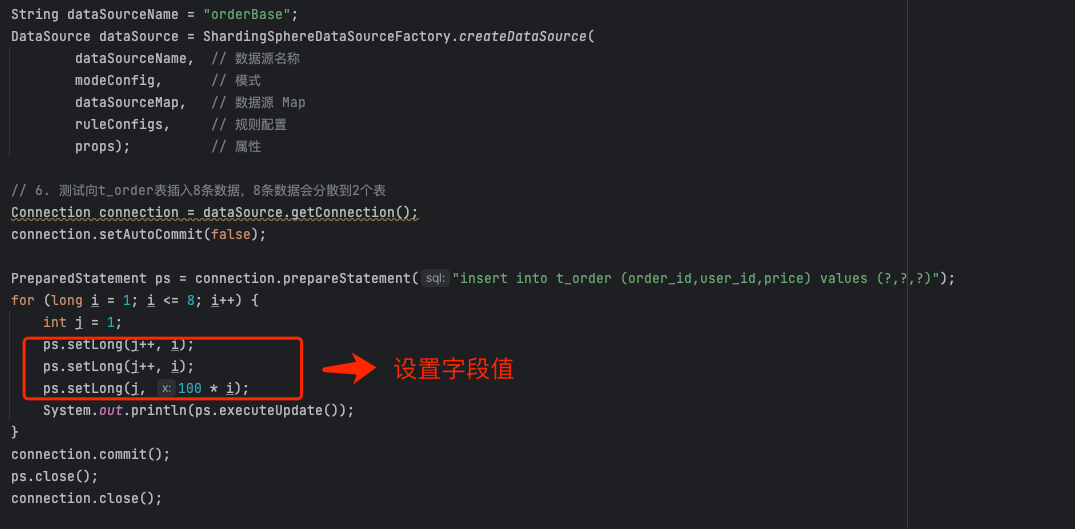 String dataSourceName = "orderBase";
DataSource dataSource = ShardingSphereDataSourceFactory.createDataSource(
dataSourceName, // 数据源名称
modeConfig, // 模式
dataSourceMap, // 数据源 Map
ruleConfigs, // 规则配置
props); // 属性
// 6. 测试向t_order表插入8条数据，8条数据会分散到2个表
Connection connection = dataSource.getConnection();
connection.setAutoCommit(false);
PreparedStatement ps = connection.prepareStatement( sql: "insert into t_order (order_id,user_id,price) values (?,?,?)");
for (long i = 1; i <= 8; i++) {
int j = 1;
ps.setLong(j++, i);
ps.setLong(j++, i);
ps.setLong(j, x: 100 * i);
设置字段值
System.out.println(ps.executeUpdate());
}
connection.commit();
ps.close();
connection.close();